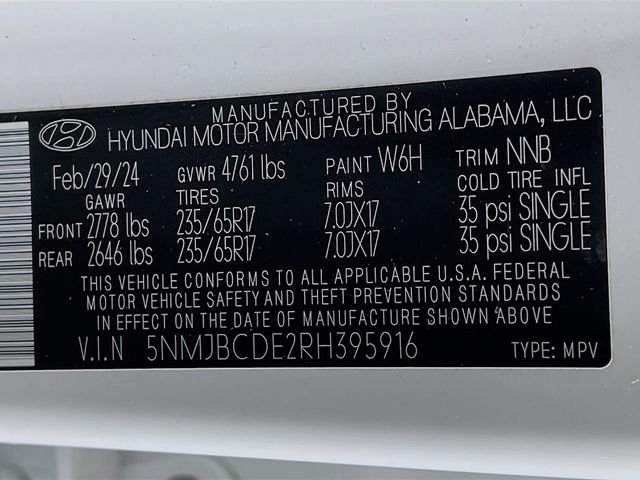 MANUFACTURED BY
HYUNDAI MOTOR MANUFACTURING ALABAMA, LLC
Feb/29/24 GVWR 4761 lbs PAINT W6H TRIM NNB
GAWR TIRES RIMS COLD TIRE INFL
FRONT 2778 lbs 235/65R17 7.0JX17 35 psi SINGLE
REAR 2646 lbs 235/65R17 7.0JX17 35 psi SINGLE
THIS VEHICLE CONFORMS TO ALL APPLICABLE U.S.A. FEDERAL
MOTOR VEHICLE SAFETY AND THEFT PREVENTION STANDARDS
IN EFFECT ON THE DATE OF MANUFACTURE SHOWN ABOVE
V.I.N 5NMJBCDE2RH395916 TYPE: MPV